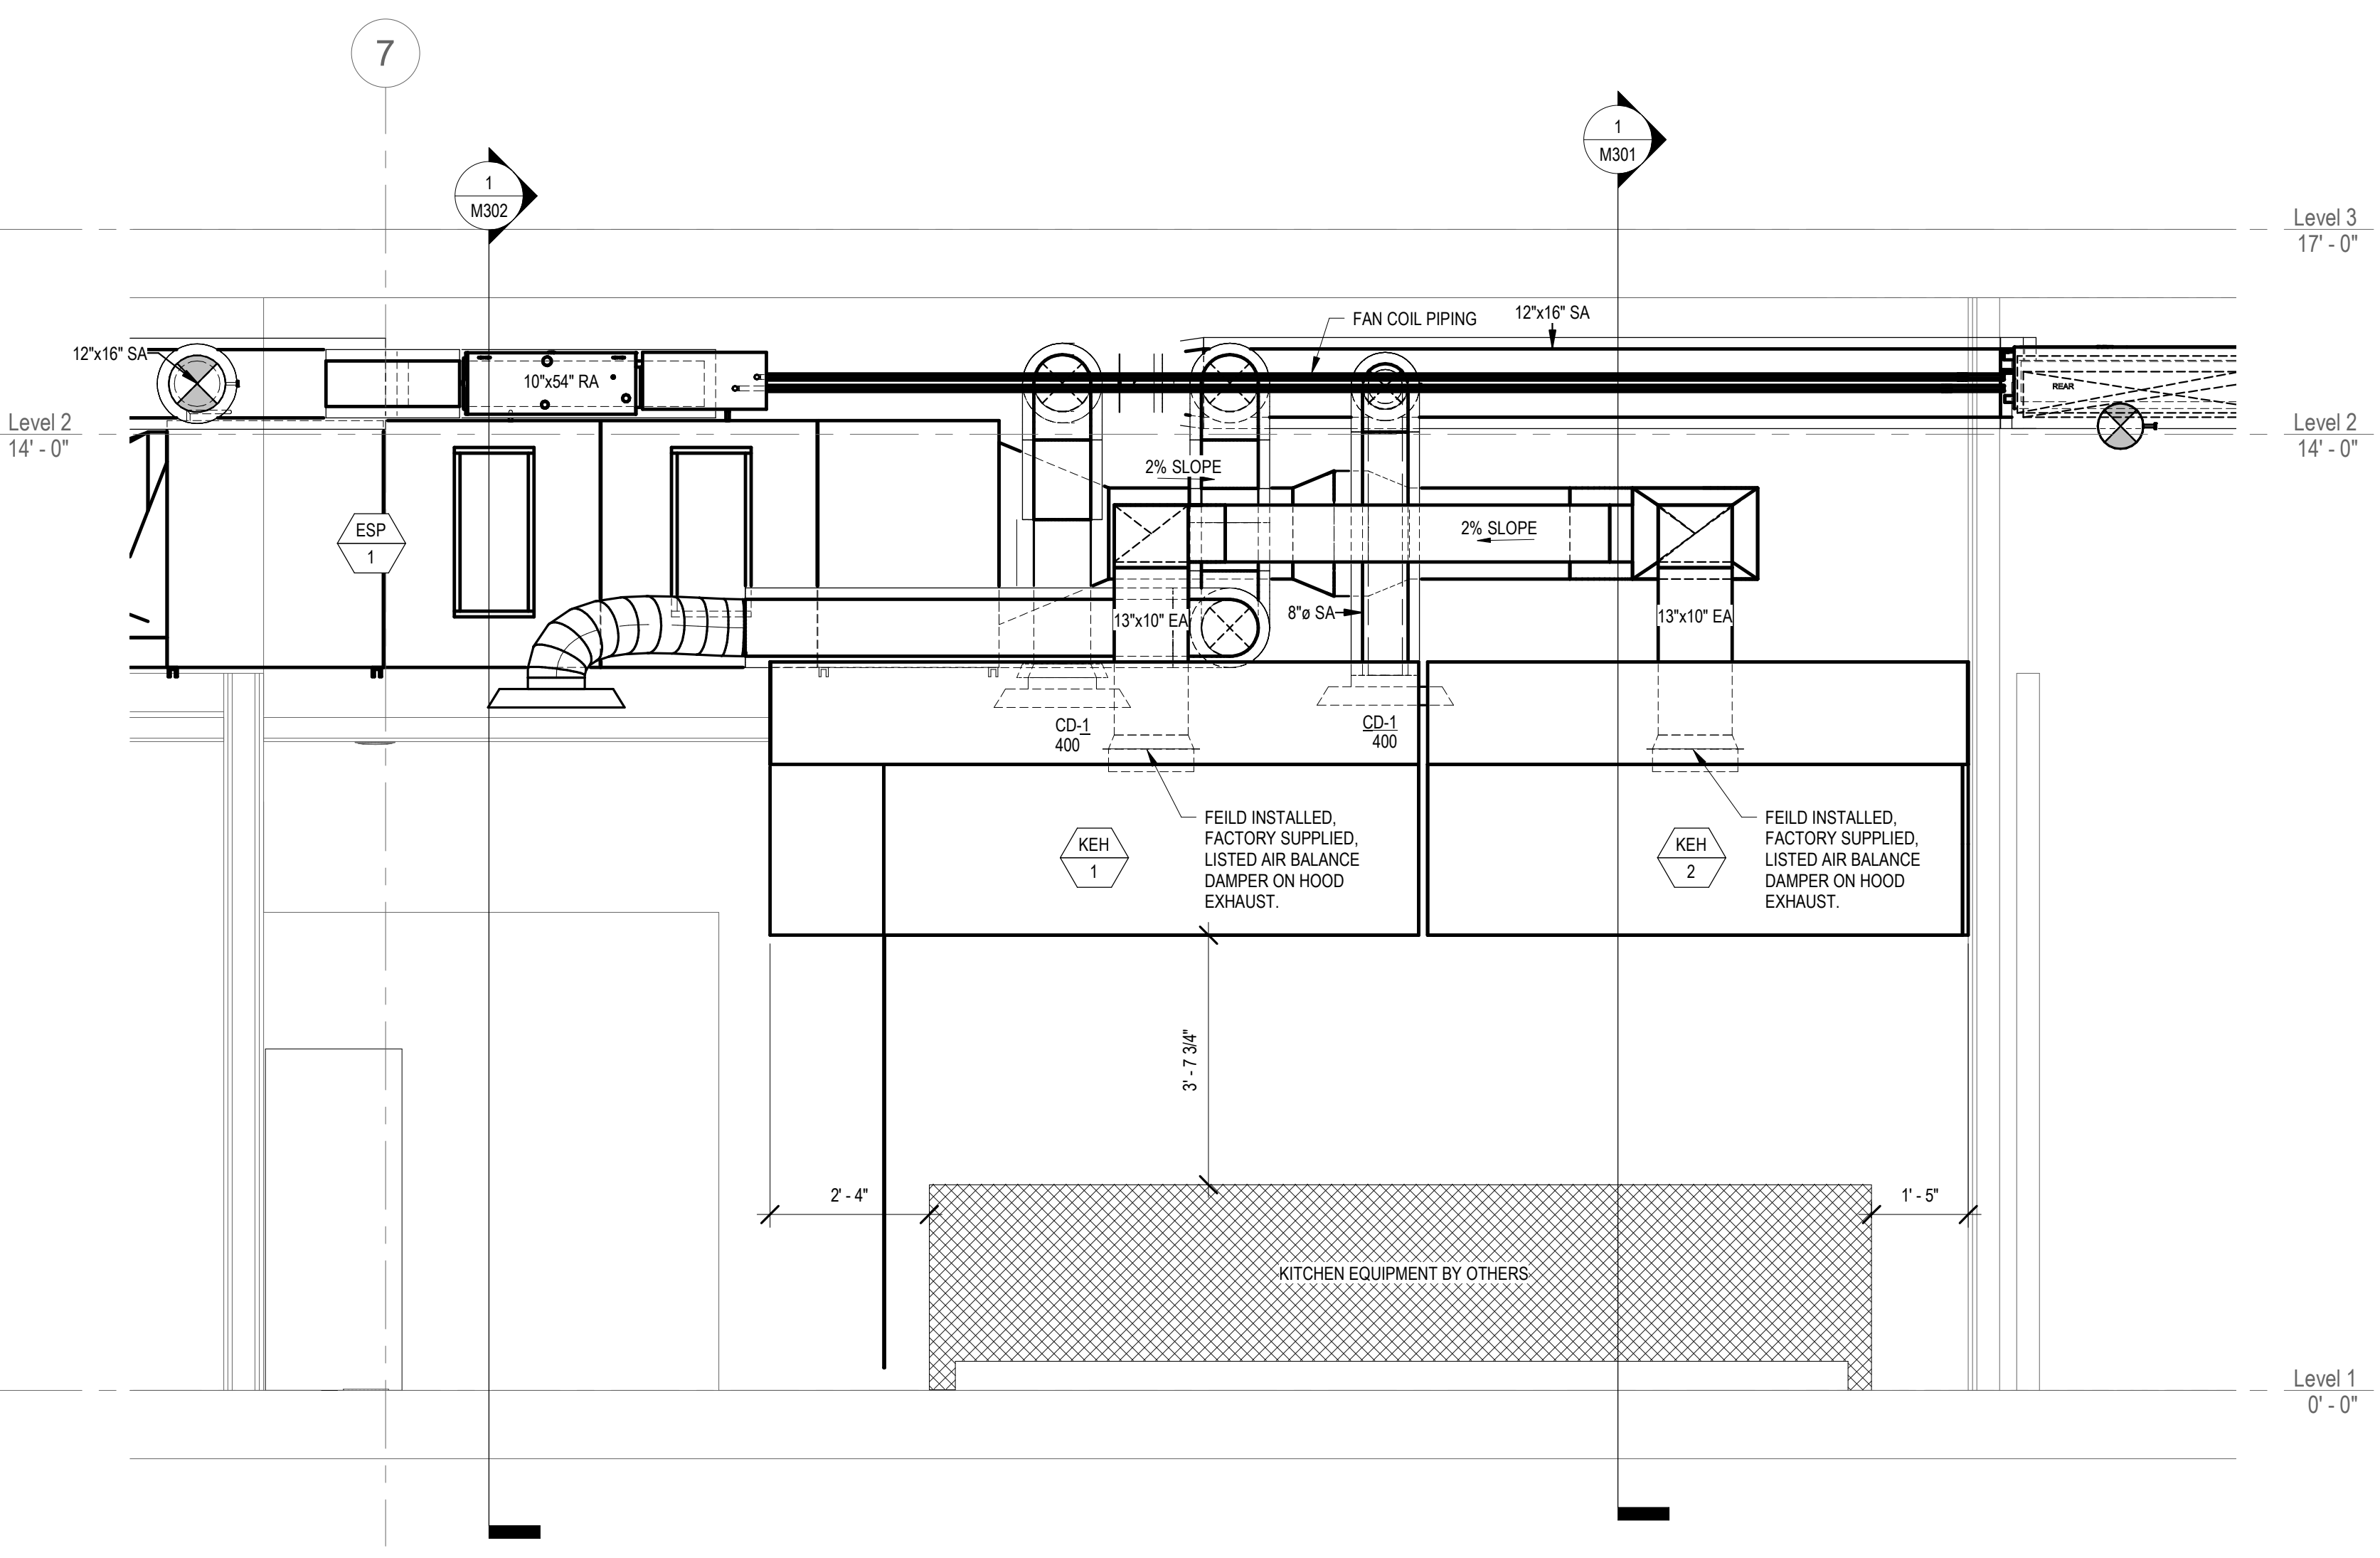 7
1
M301
1
M302
Level 3
17' - 0"
FAN COIL PIPING
12"x16" SA
12"x16" SA
10"x54" RA
REAR
Level 2
14' - 0"
Level 2
14' - 0"
2% SLOPE
ESP
1
2% SLOPE
13"x10" EA
8"ø SA
13"x10" EA
CD-1
400
CD-1
400
FEILD INSTALLED,
FACTORY SUPPLIED,
LISTED AIR BALANCE
DAMPER ON HOOD
EXHAUST.
KEH
1
FEILD INSTALLED,
FACTORY SUPPLIED,
LISTED AIR BALANCE
DAMPER ON HOOD
EXHAUST.
KEH
2
3' - 7 3/4"
2' - 4"
1' - 5"
KITCHEN EQUIPMENT BY OTHERS
Level 1
0' - 0"